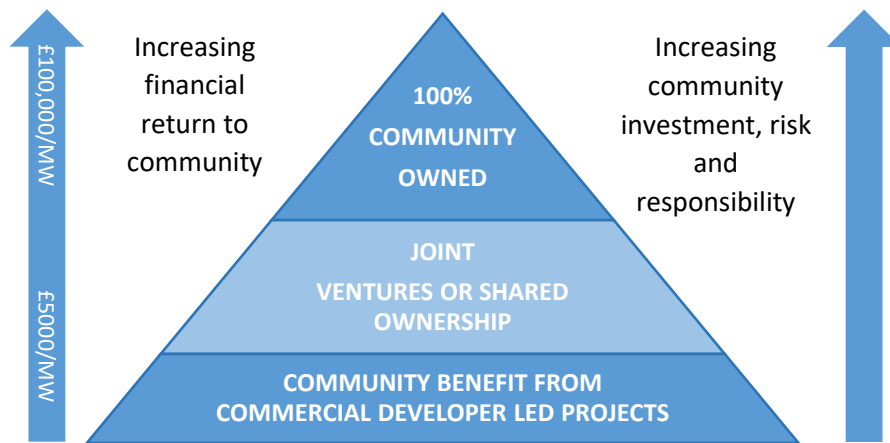 £100,000/MW
£5000/MW
Increasing
financial
return to
community
100%
COMMUNITY
OWNED
JOINT
VENTURES OR SHARED
OWNERSHIP
COMMUNITY BENEFIT FROM
COMMERCIAL DEVELOPER LED PROJECTS
Increasing
community
investment, risk
and
responsibility